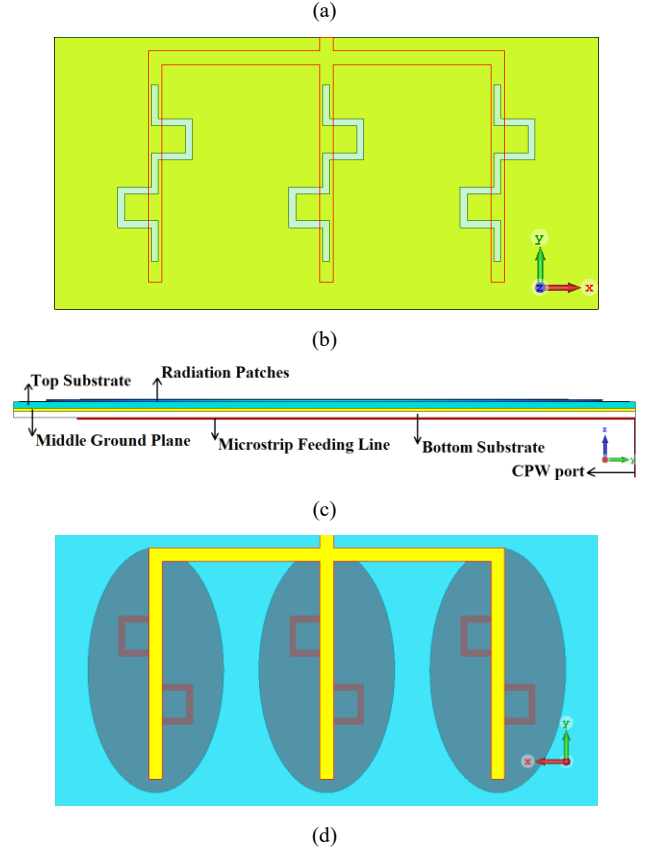 (a)
y
z x
(b)
Top Substrate
Radiation Patches
Middle Ground Plane
Microstrip Feeding Line
Bottom Substrate
z
y
CPW port
(c)
y
x
(d)